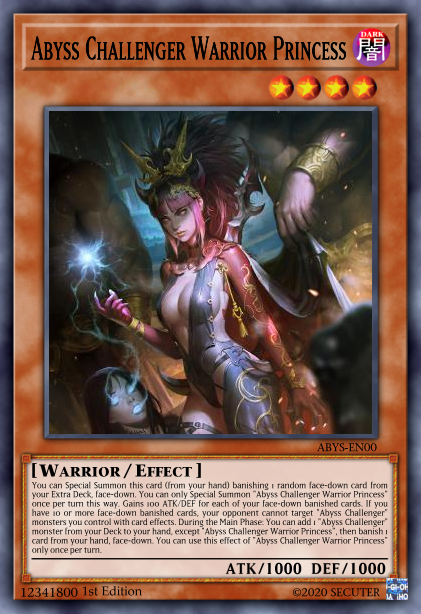 Abyss Challenger Warrior Princess
DARK
闇
ABYS-EN00
[Warrior/Effect]
You can Special Summon this card (from your hand) banishing 1 random face-down card from
your Extra Deck, face-down. You can only Special Summon "Abyss Challenger Warrior Princess"
once per turn this way. Gains 100 ATK/DEF for each of your face-down banished cards. If you
have 10 or more face-down banished cards, your opponent cannot target "Abyss Challenger"
monsters you control with card effects. During the Main Phase: You can add 1 "Abyss Challenger"
monster from your Deck to your hand, except "Abyss Challenger Warrior Princess", then banish 1
card from your hand, face-down. You can use this effect of "Abyss Challenger Warrior Princess"
only once per turn.
ATK/1000 DEF/1000
12341800 1st Edition
©2020 SECUTER